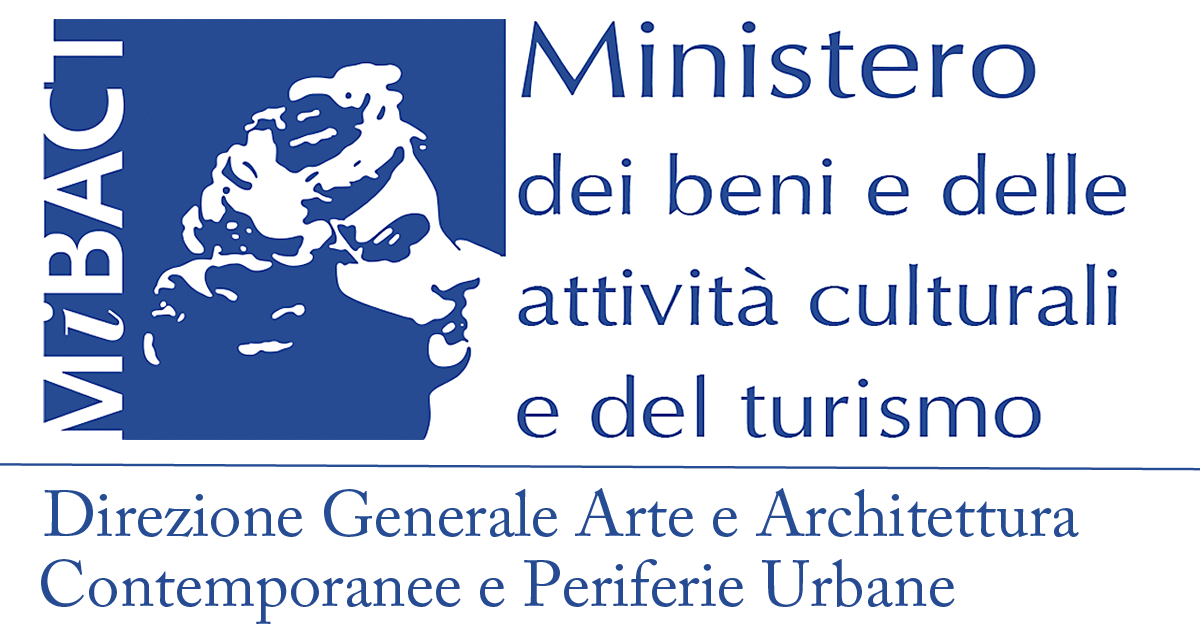 MiBACT
Ministero
dei beni e delle
attività culturali
e del turismo
Direzione Generale Arte e Architettura
Contemporanee e Periferie Urbane